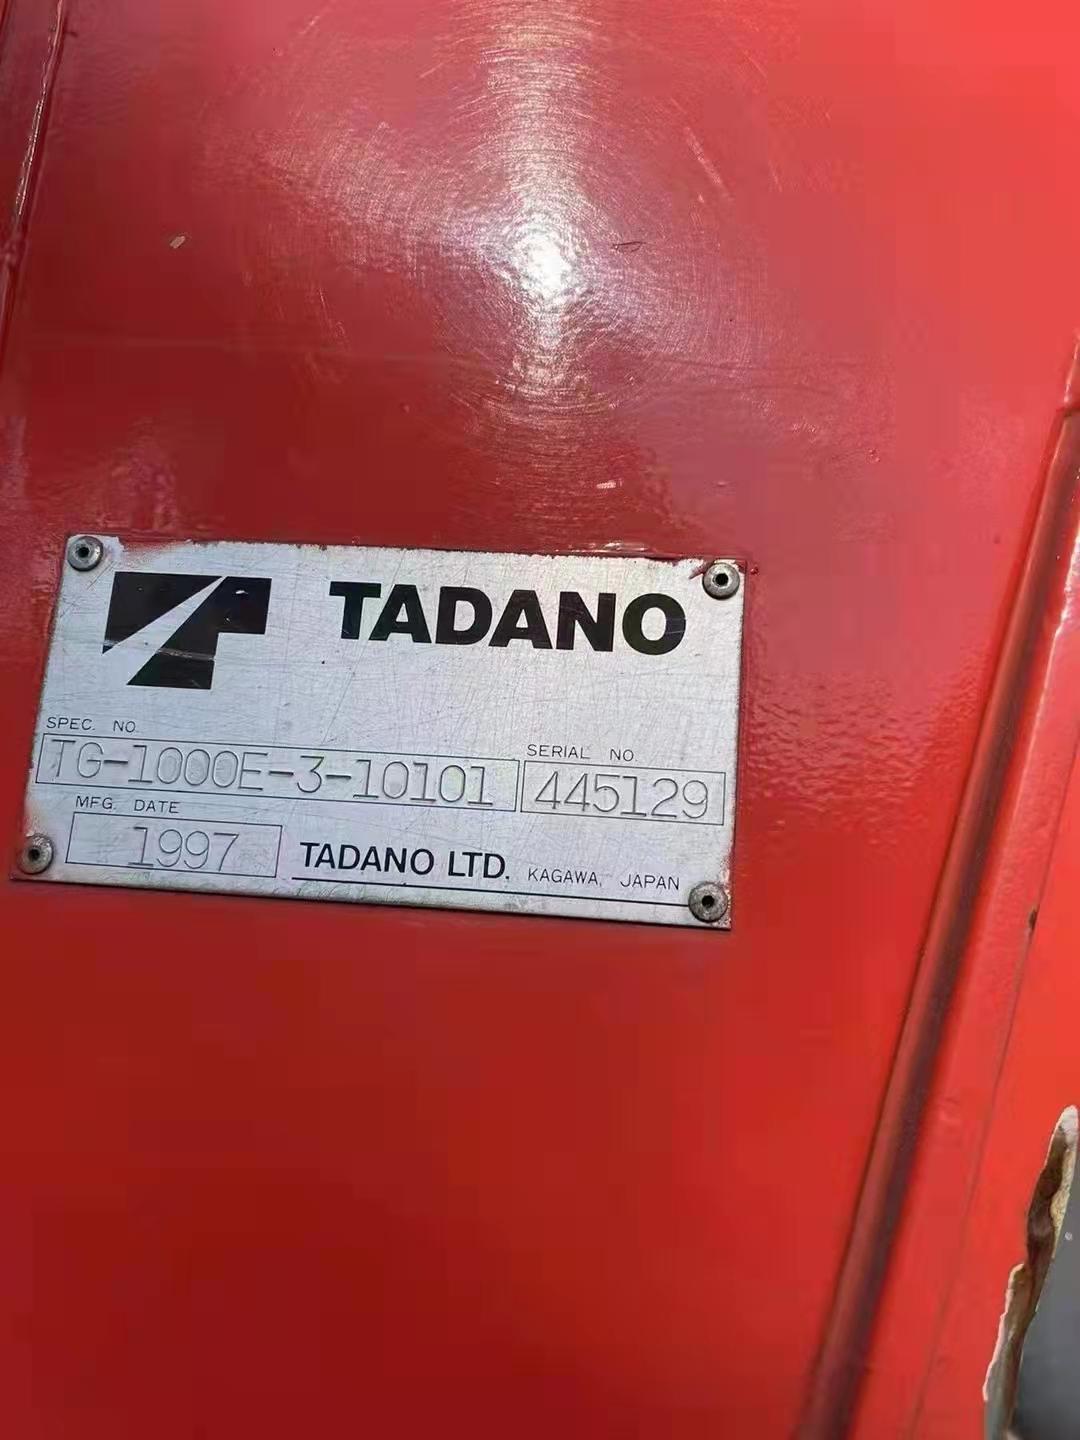 TADANO
SPEC. NO.
SERIAL NO.
TG-1000E-3-10101
445129
MFG. DATE
1997
TADANO LTD. KAGAWA, JAPAN